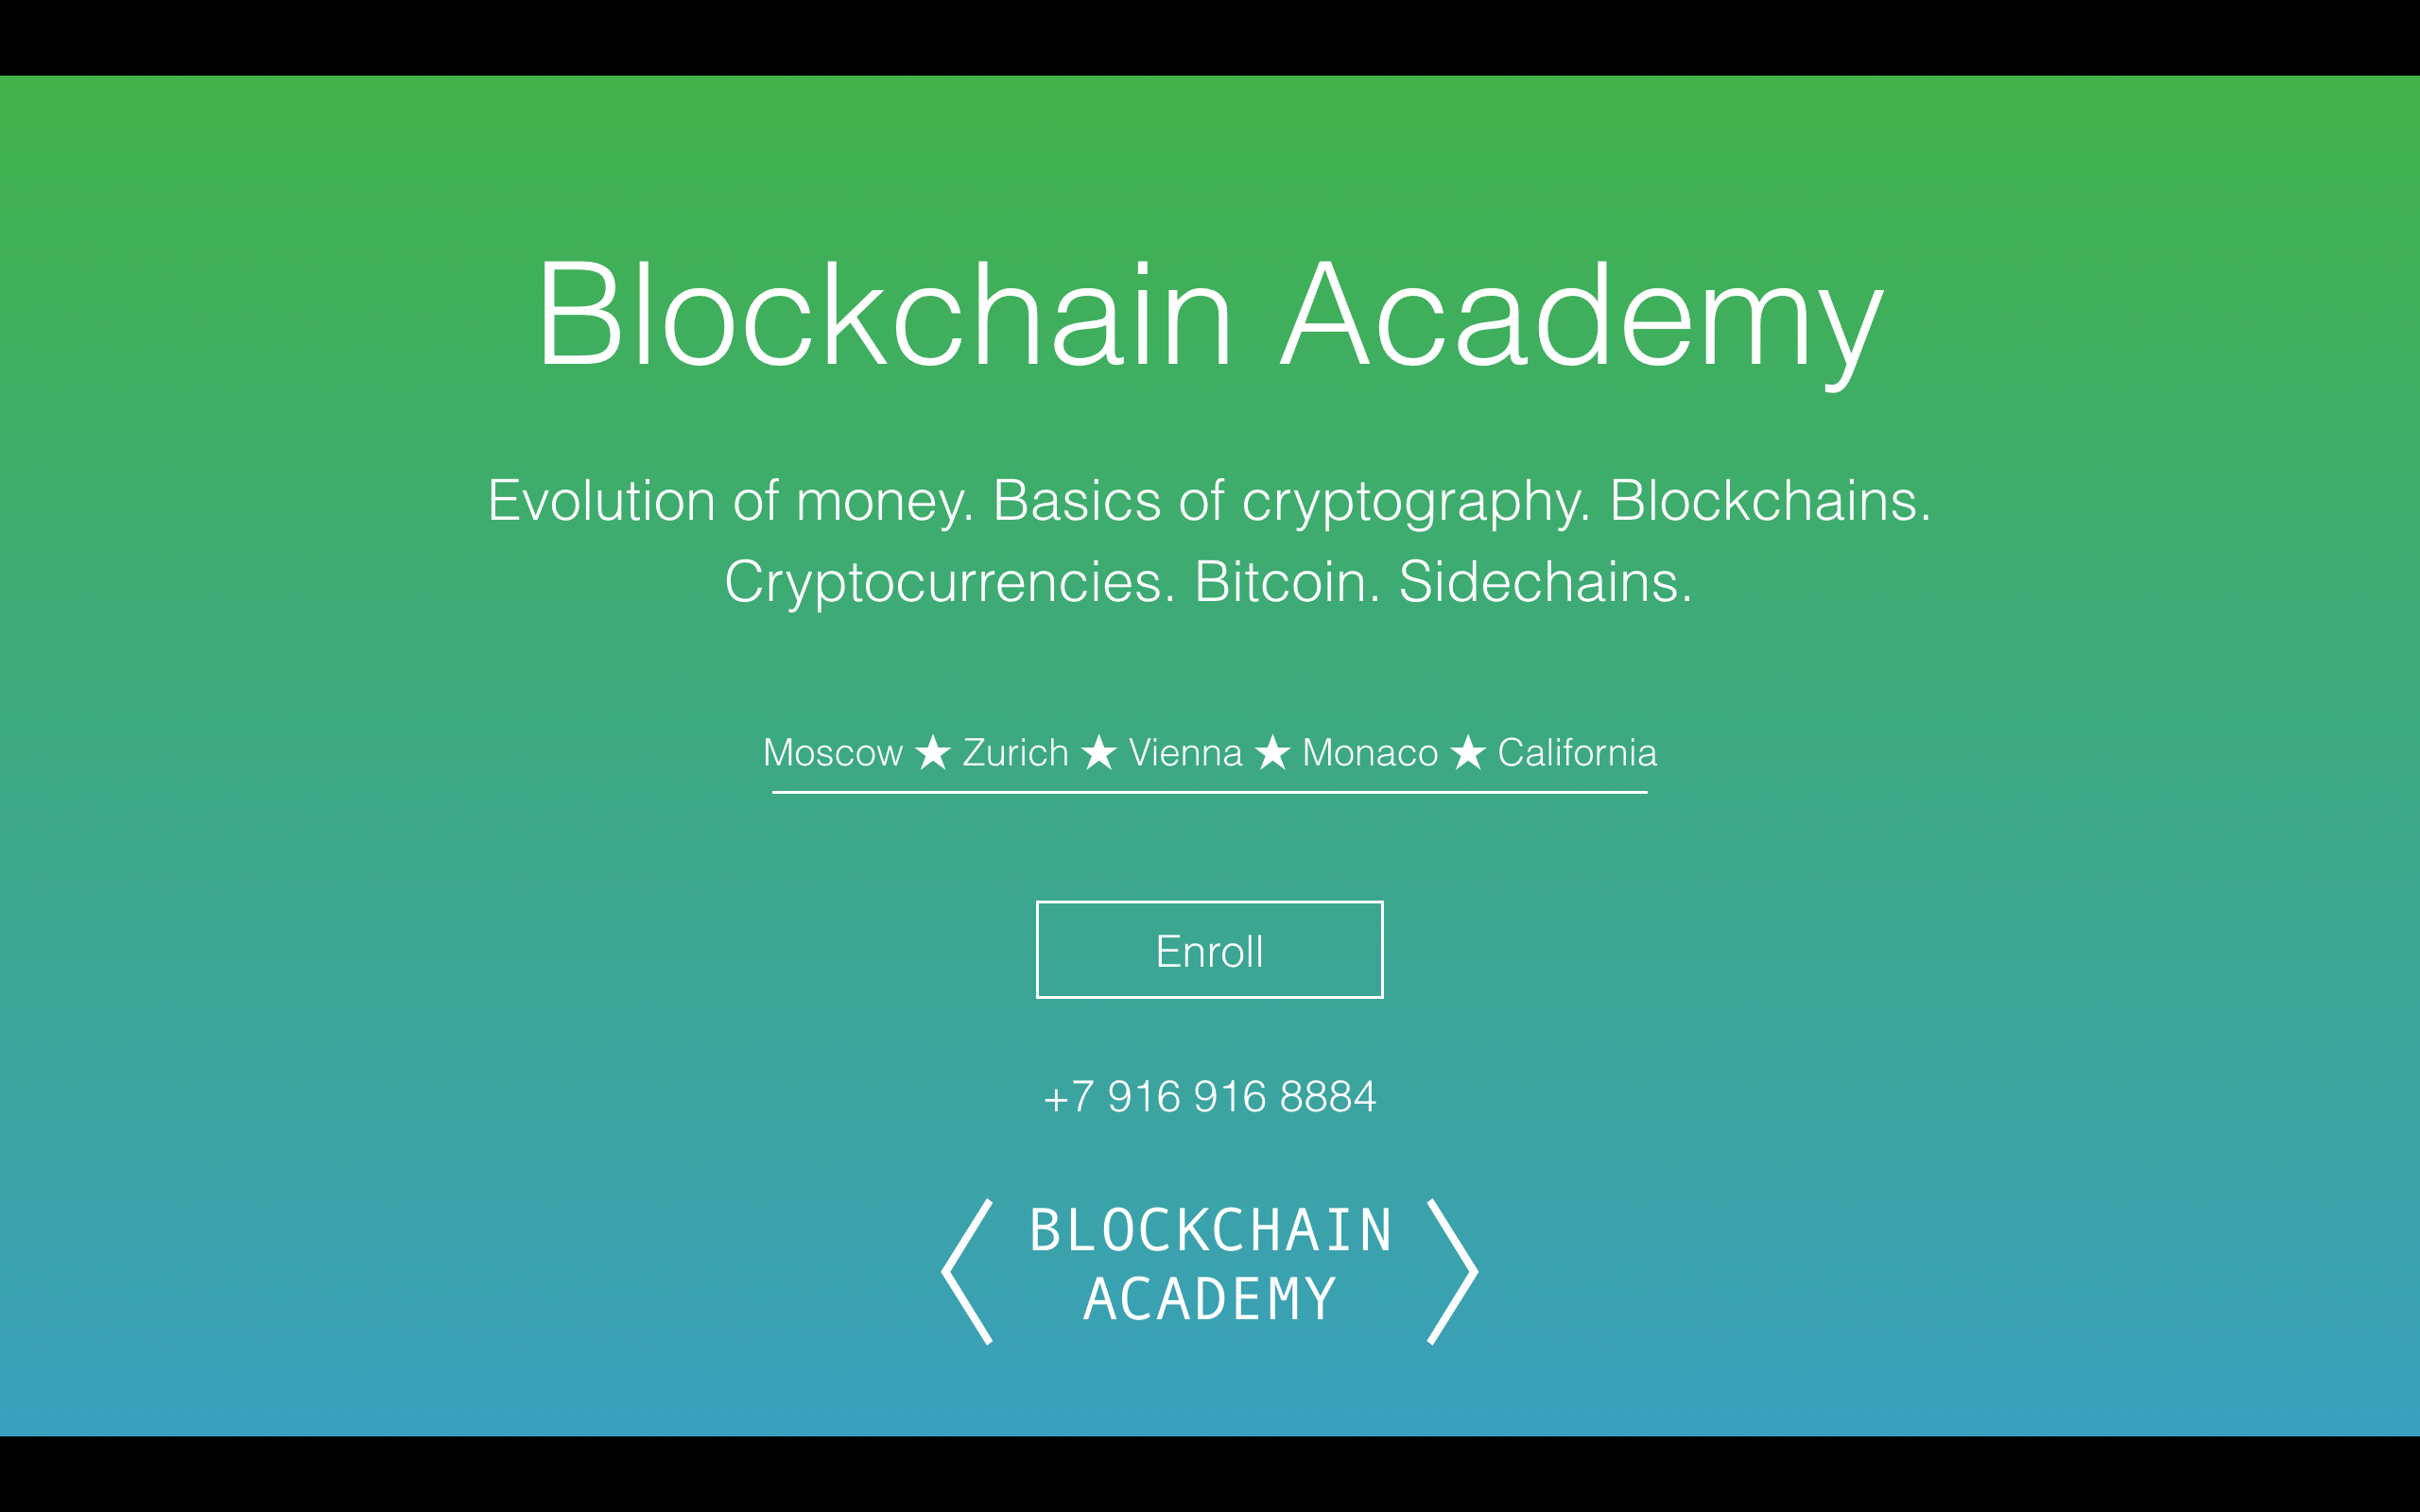 Blockchain Academy
Evolution of money. Basics of cryptography. Blockchains.
Cryptocurrencies. Bitcoin. Sidechains.
Moscow ★ Zurich ★ Vienna ★ Monaco ★ California
Enroll
+7 916 916 8884
BLOCKCHAIN
ACADEMY